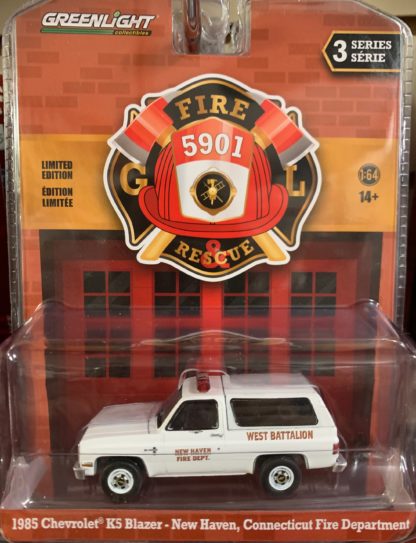 GREENLIGHT
collectibles
3 SERIES
SÉRIE
FIRE
5901
G L
RESCUE
&
LIMITED
EDITION
ÉDITION
LIMITÉE
1:64
14+
WEST BATTALION
NEW HAVEN
FIRE DEPT.
1985 Chevrolet® K5 Blazer - New Haven, Connecticut Fire Department